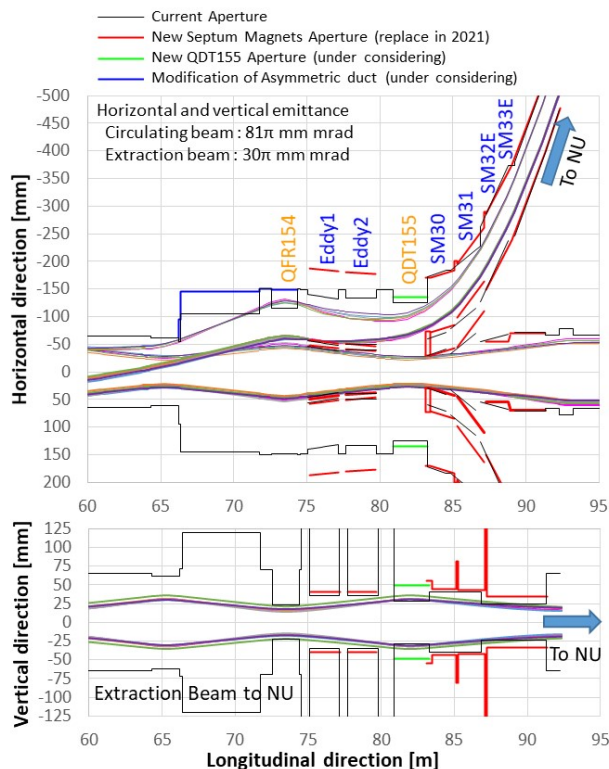 Current Aperture
New Septum Magnets Aperture (replace in 2021)
New QDT155 Aperture (under considering)
Modification of Asymmetric duct (under considering)
-500
-450
-400
-350
-300
-250
-200
-150
-100
-50
0
50
100
150
200
Horizontal direction [mm]
Horizontal and vertical emittance
Circulating beam : 81π mm mrad
Extraction beam : 30π mm mrad
QFR154
Eddy1
Eddy2
QDT155
SM30
SM31
SM32E
SM33E
To NU
60 65 70 75 80 85 90 95
125
100
75
50
25
0
-25
-50
-75
-100
-125
Vertical direction [mm]
Extraction Beam to NU
To NU
60 65 70 75 80 85 90 95
Longitudinal direction [m]